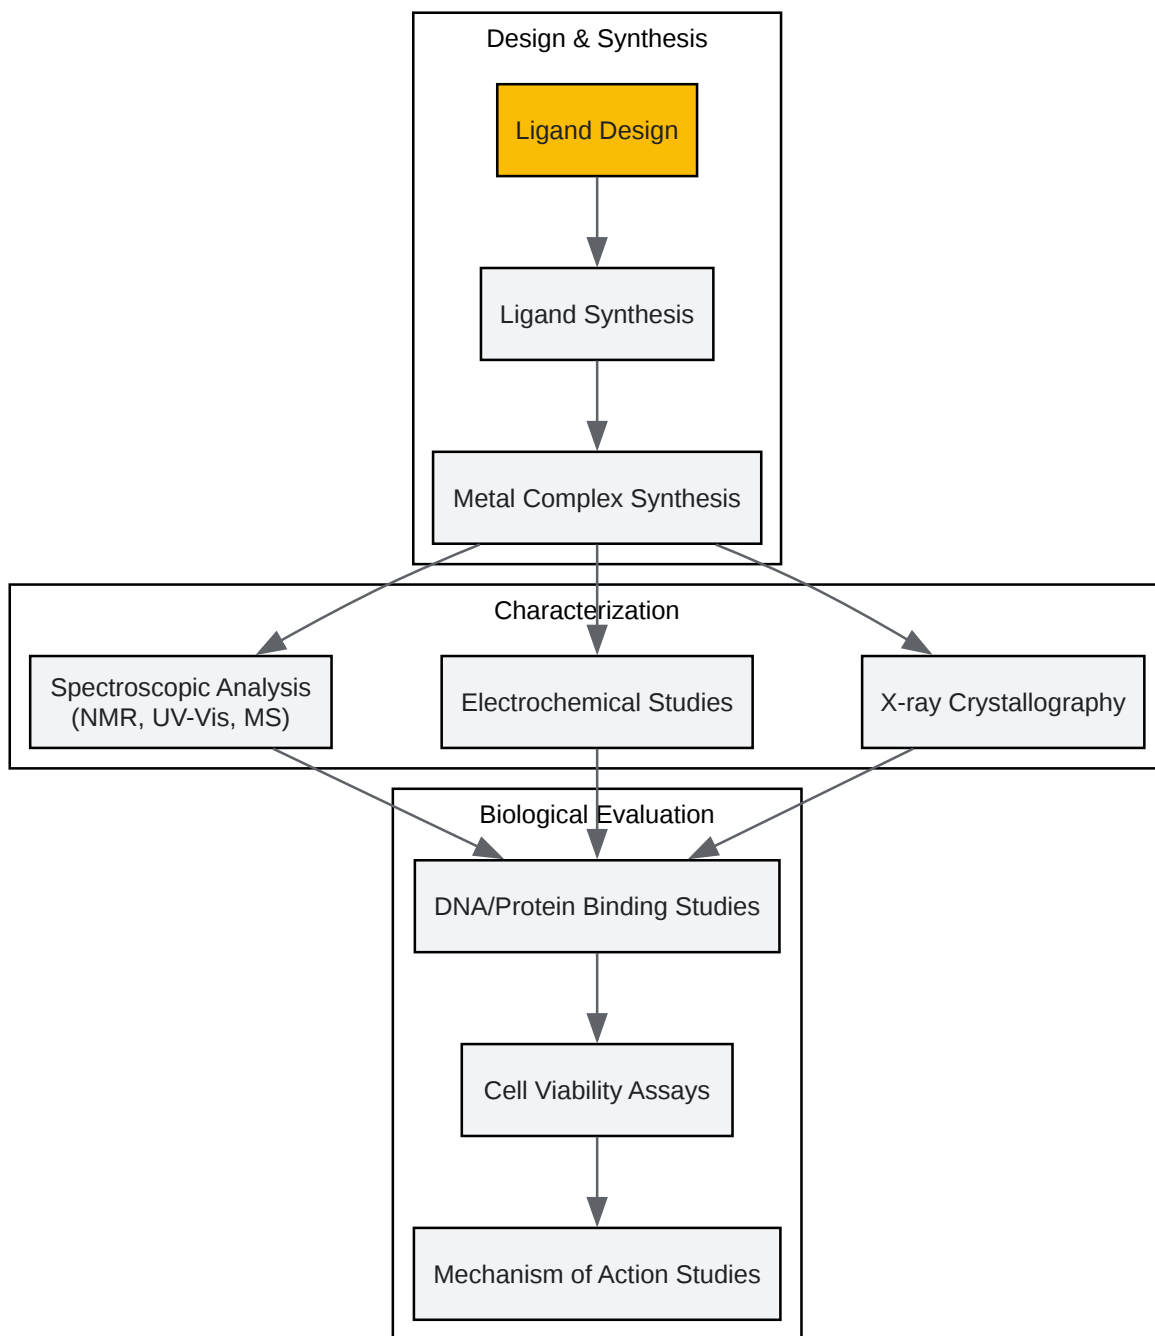 Design & Synthesis
Ligand Design
Ligand Synthesis
Metal Complex Synthesis
Characterization
Spectroscopic Analysis
(NMR, UV-Vis, MS)
Electrochemical Studies
X-ray Crystallography
Biological Evaluation
DNA/Protein Binding Studies
Cell Viability Assays
Mechanism of Action Studies